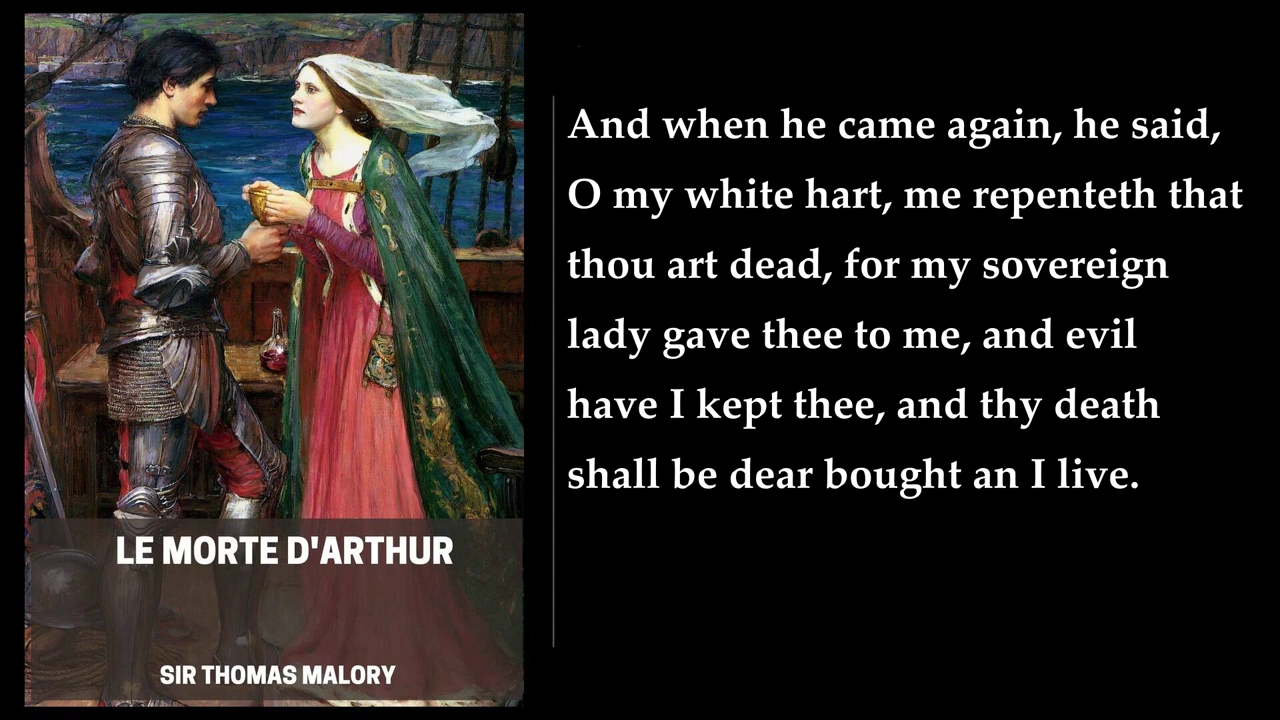 LE MORTE D'ARTHUR
SIR THOMAS MALORY
And when he came again, he said,
O my white hart, me repenteth that
thou art dead, for my sovereign
lady gave thee to me, and evil
have I kept thee, and thy death
shall be dear bought an I live.